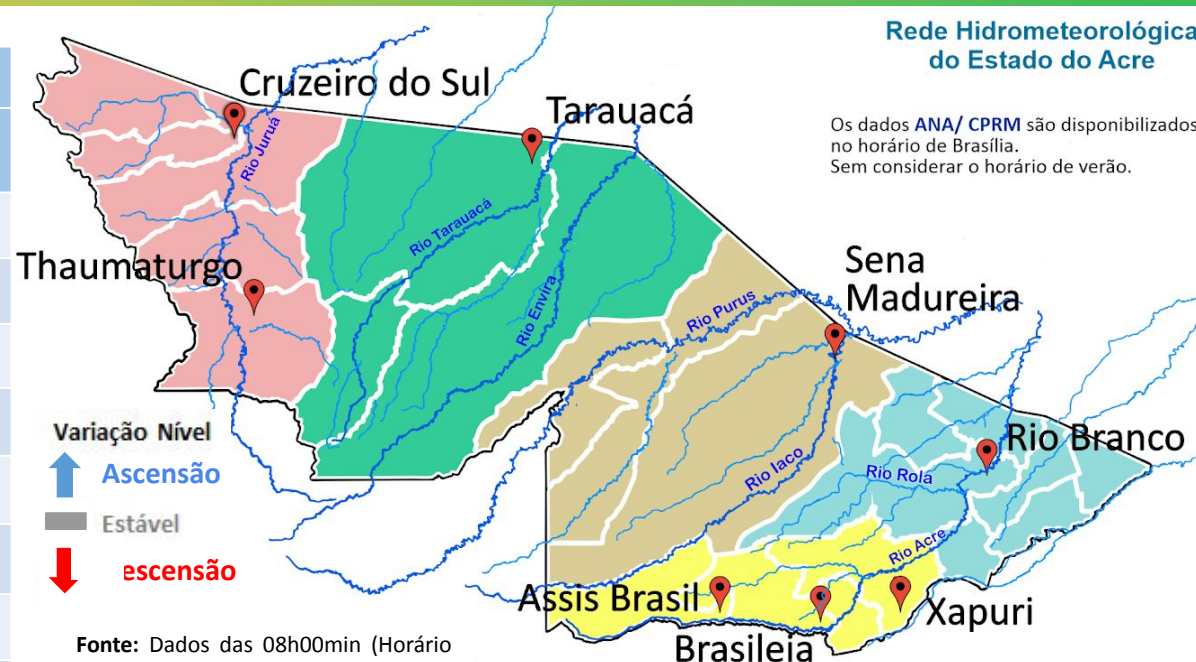 Rede Hidrometeorológica
do Estado do Acre
Os dados ANA/ CPRM são disponibilizados
no horário de Brasília.
Sem considerar o horário de verão.
Cruzeiro do Sul
Tarauacá
Rio Juruá
Rio Tarauacá
Thaumaturgo
Rio Envira
Sena
Madureira
Rio Purus
Variação Nível
Ascensão
Estável
escensão
Rio Branco
Rio Iaco
Rio Rola
Rio Acre
Assis Brasil
Xapuri
Brasileia
Fonte: Dados das 08h00min (Horário